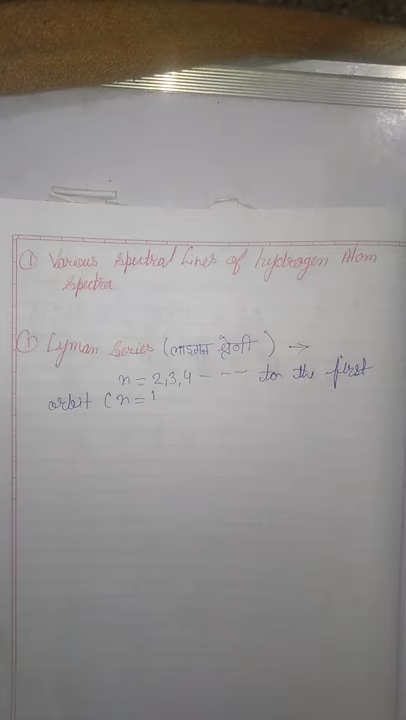 ① Various Spectral Lines of hydrogen Atom
Spectra
① Lyman Series (लाइमन श्रेणी) →
n = 2,3,4 - - - - to the first
orbit (n = 1